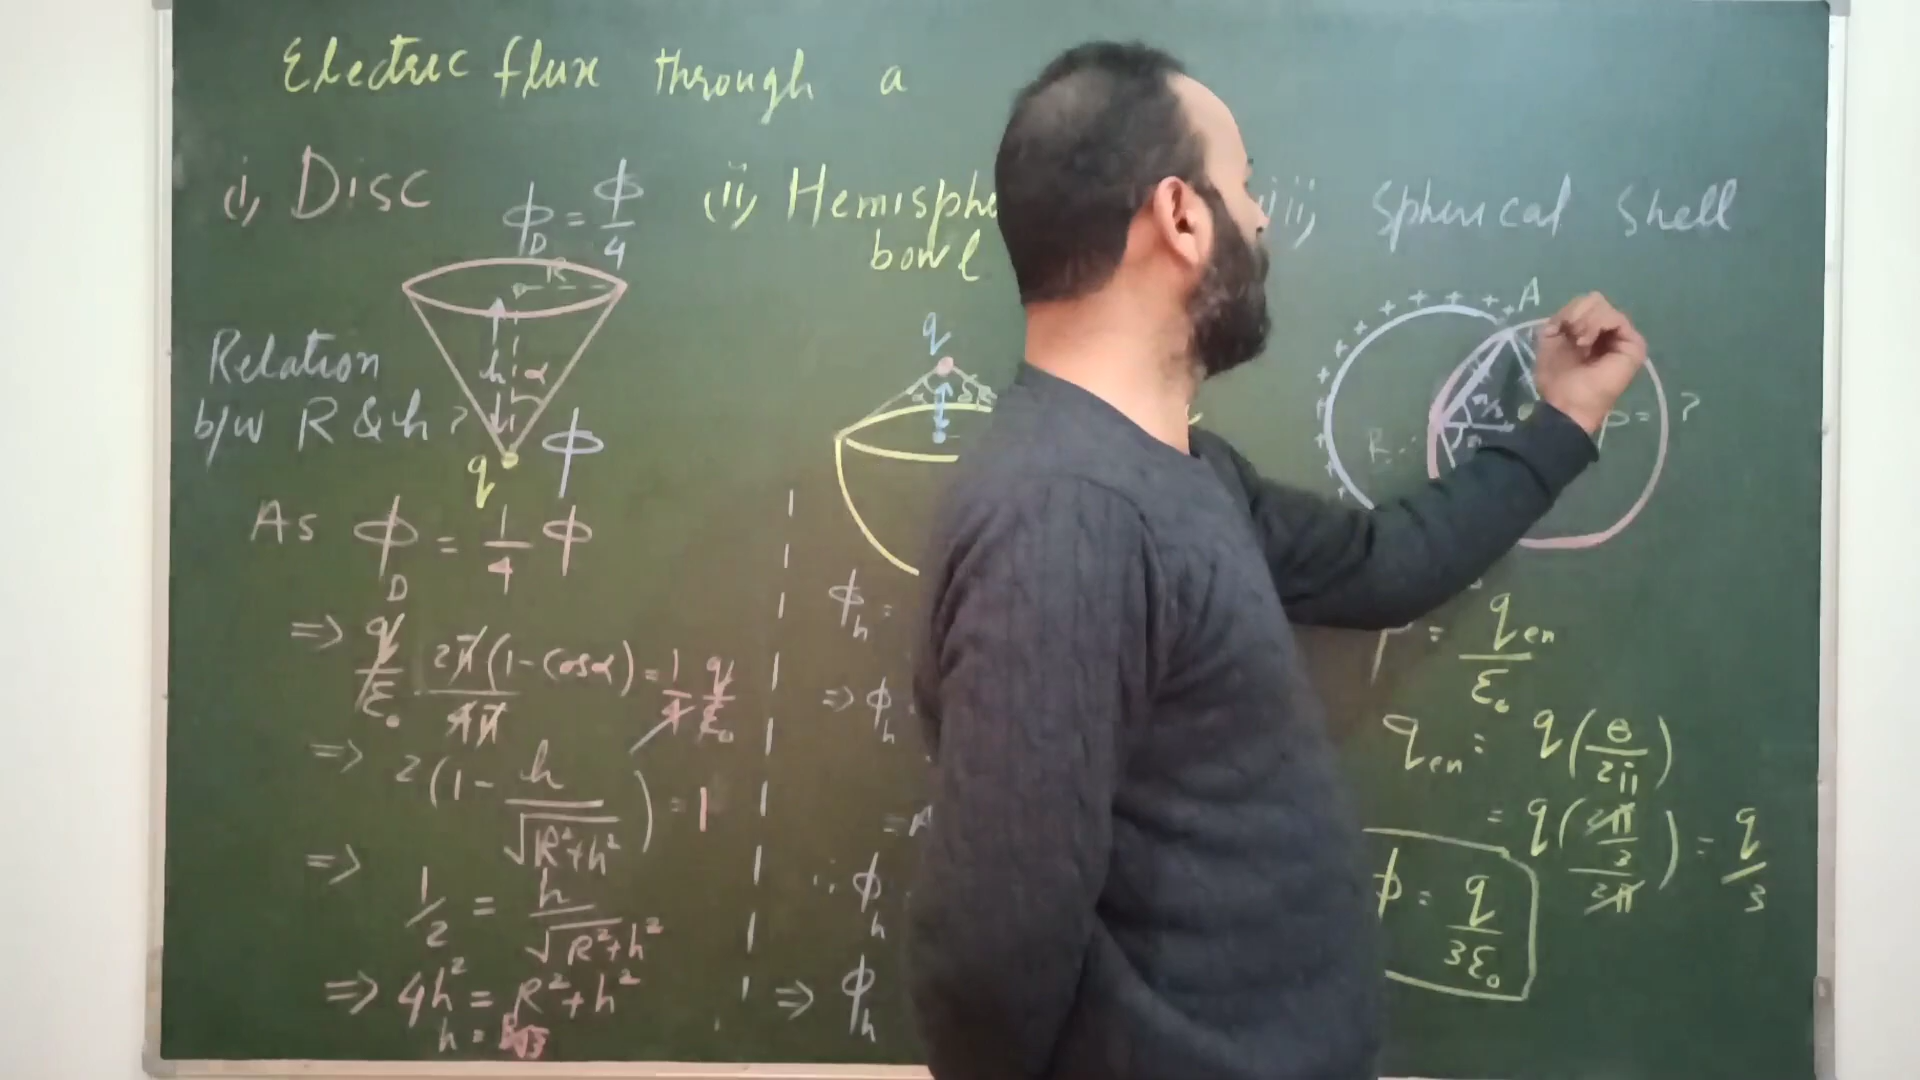 Electric flux through a
(i) Disc
ϕ_D = ϕ/4
R
h
α
Relation
b/w R & h ?
q
ϕ
As ϕ_D = 1/4 ϕ
=> q/ε₀ · 2π(1 - cosα)/4π = 1/4 q/ε₀
=> 2(1 - h/√(R²+h²)) = 1
=> 1/2 = h/√(R²+h²)
=> 4h² = R²+h²
(ii) Hemisphe
bowl
q
ϕ_h =
=> ϕ_h
∴ ϕ_h
=> ϕ_h
iii) Spherical Shell
+ + + + A
ϕ = ?
= q_en/ε₀
q_en = q(θ/2π)
= q(2π/3 / 2π) = q/3
ϕ = q/3ε₀